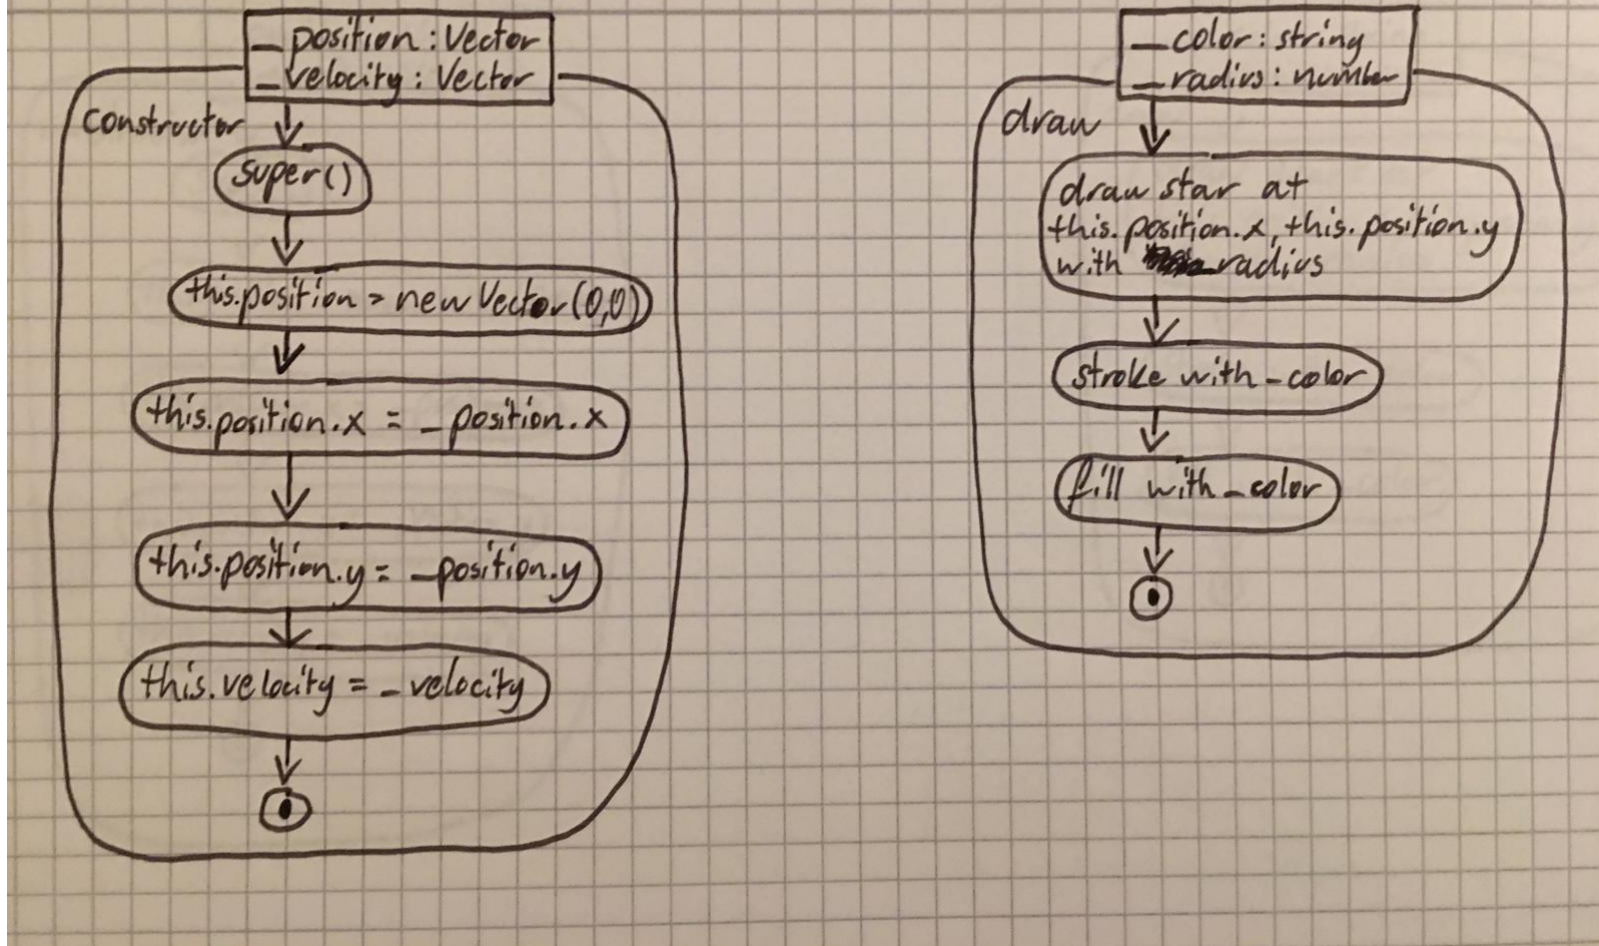 _position : Vector
_velocity : Vector
constructor
super()
this.position = new Vector(0,0)
this.position.x = _position.x
this.position.y = _position.y
this.velocity = _velocity
_color : string
_radius : number
draw
draw star at
this.position.x, this.position.y
with _radius
stroke with _color
fill with _color